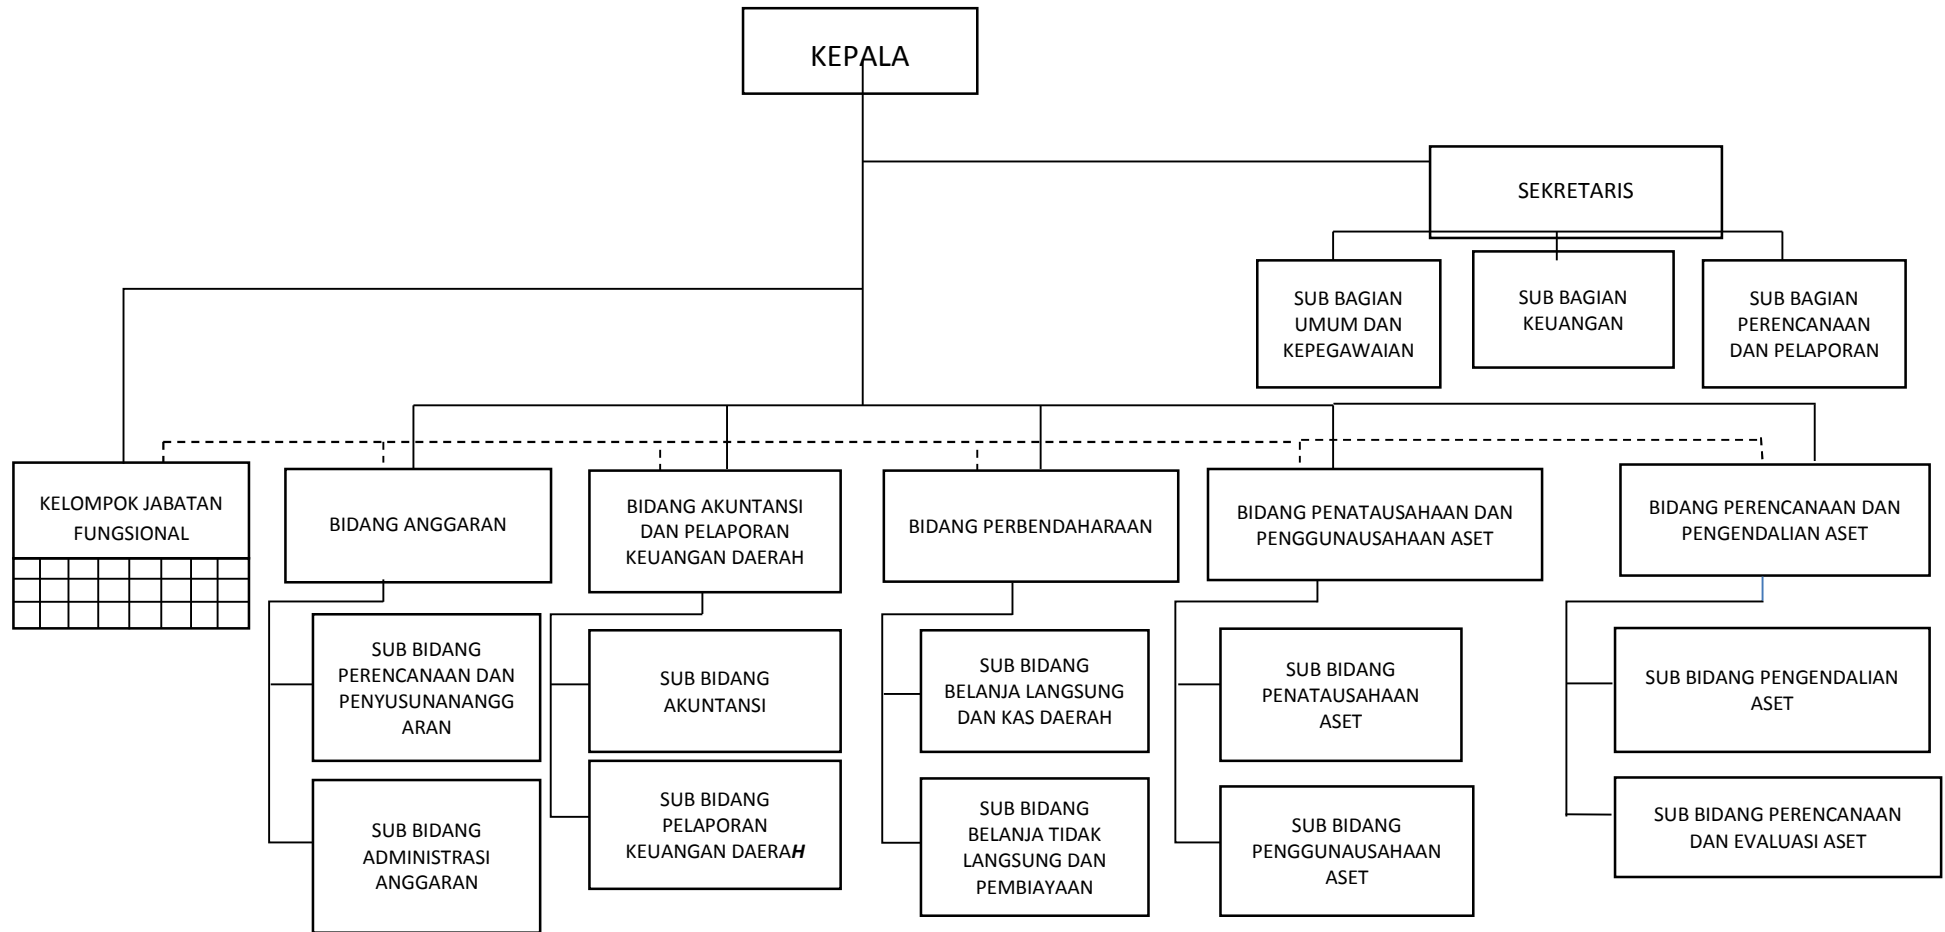 KEPALA
SEKRETARIS
SUB BAGIAN
UMUM DAN
KEPEGAWAIAN
SUB BAGIAN
KEUANGAN
SUB BAGIAN
PERENCANAAN
DAN PELAPORAN
KELOMPOK JABATAN
FUNGSIONAL
BIDANG ANGGARAN
BIDANG AKUNTANSI
DAN PELAPORAN
KEUANGAN DAERAH
BIDANG PERBENDAHARAAN
BIDANG PENATAUSAHAAN DAN
PENGGUNAUSAHAAN ASET
BIDANG PERENCANAAN DAN
PENGENDALIAN ASET
SUB BIDANG
PERENCANAAN DAN
PENYUSUNANANGG
ARAN
SUB BIDANG
AKUNTANSI
SUB BIDANG
BELANJA LANGSUNG
DAN KAS DAERAH
SUB BIDANG
PENATAUSAHAAN
ASET
SUB BIDANG PENGENDALIAN
ASET
SUB BIDANG
ADMINISTRASI
ANGGARAN
SUB BIDANG
PELAPORAN
KEUANGAN DAERAH
SUB BIDANG
BELANJA TIDAK
LANGSUNG DAN
PEMBIAYAAN
SUB BIDANG
PENGGUNAUSAHAAN
ASET
SUB BIDANG PERENCANAAN
DAN EVALUASI ASET